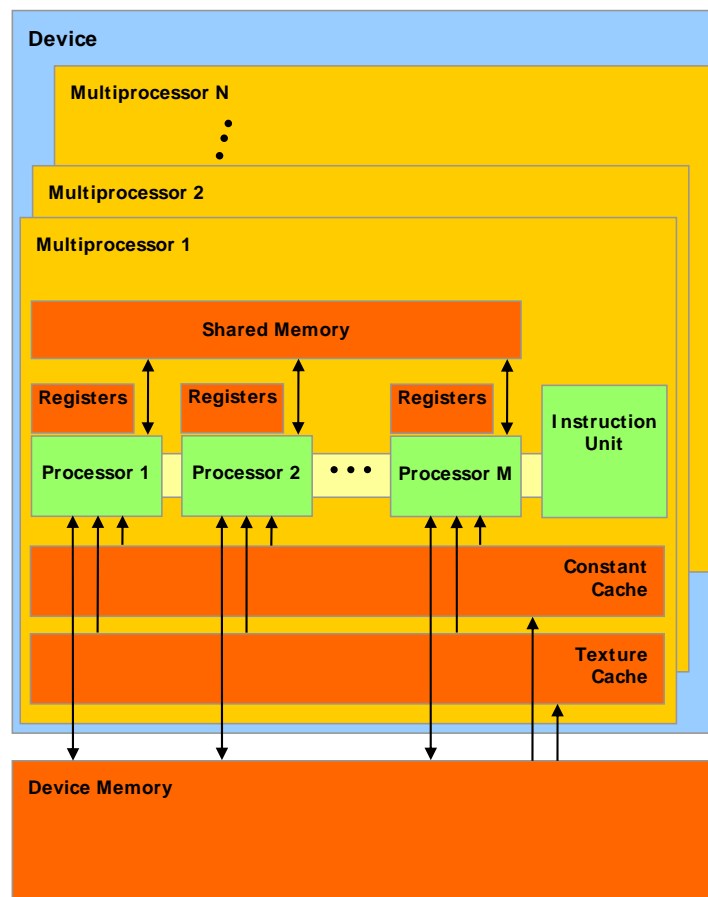 Device
Multiprocessor N
Multiprocessor 2
Multiprocessor 1
Shared Memory
Registers
Registers
Registers
Instruction
Unit
Processor 1
Processor 2
Processor M
Constant
Cache
Texture
Cache
Device Memory